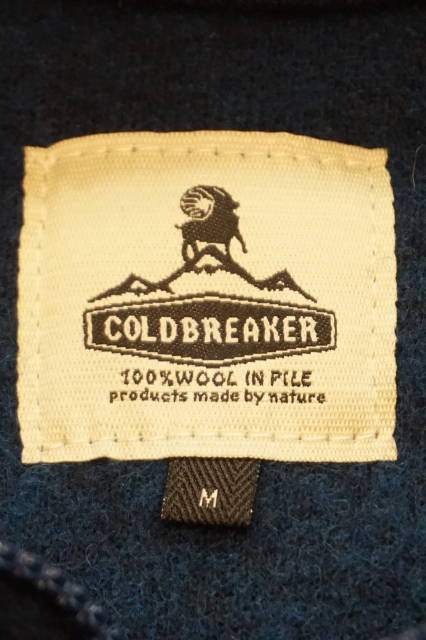 COLDBREAKER
100% WOOL IN PILE
products made by nature
M